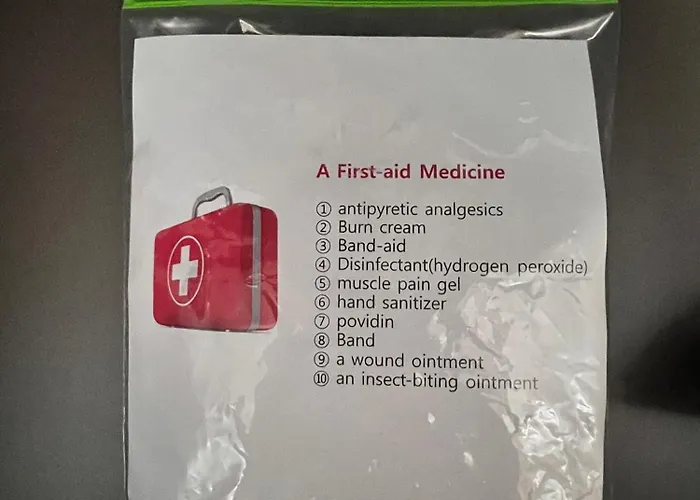 A First-aid Medicine
① antipyretic analgesics
② Burn cream
③ Band-aid
④ Disinfectant(hydrogen peroxide)
⑤ muscle pain gel
⑥ hand sanitizer
⑦ povidin
⑧ Band
⑨ a wound ointment
⑩ an insect-biting ointment